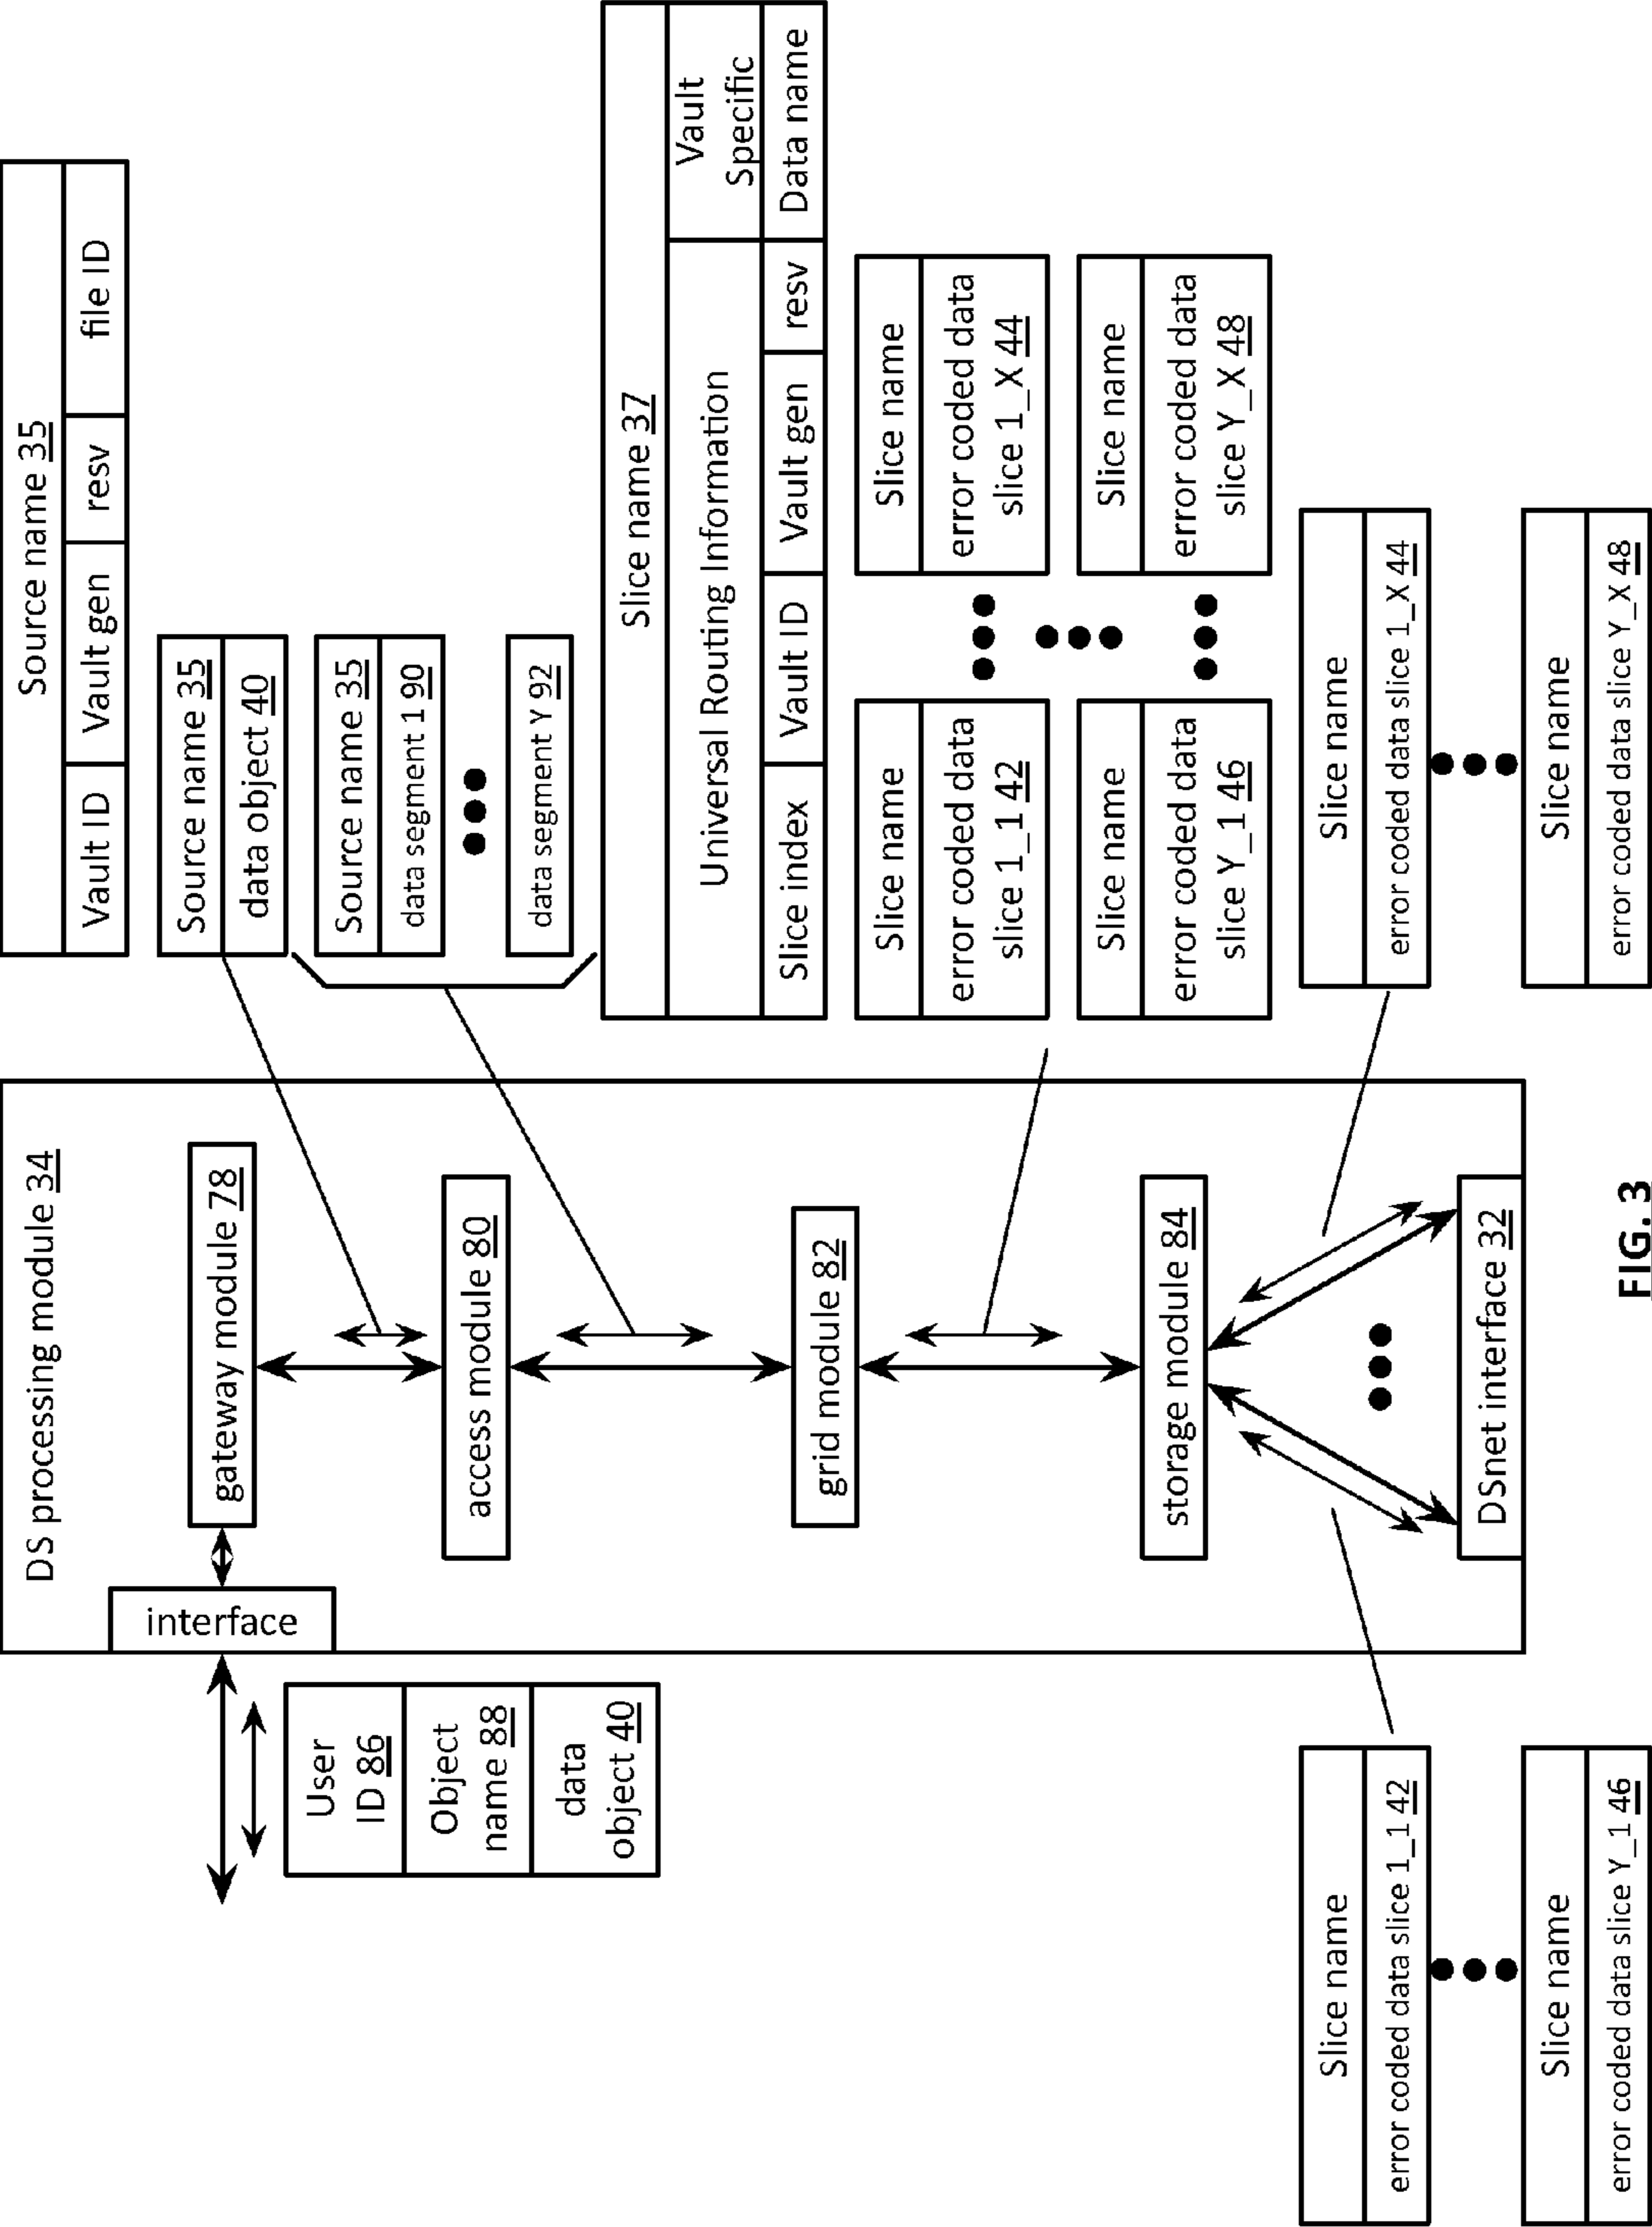 DS processing module 34
interface
gateway module 78
access module 80
grid module 82
storage module 84
DSnet interface 32
User
ID 86
Object
name 88
data
object 40
Source name 35
Vault ID
Vault gen
resv
file ID
Source name 35
data object 40
Source name 35
data segment 1 90
data segment Y 92
Slice name 37
Universal Routing Information
Vault
Specific
Slice index
Vault ID
Vault gen
resv
Data name
Slice name
error coded data
slice 1_1 42
Slice name
error coded data
slice 1_X 44
Slice name
error coded data
slice Y_1 46
Slice name
error coded data
slice Y_X 48
Slice name
error coded data slice 1_1 42
Slice name
error coded data slice Y_1 46
Slice name
error coded data slice 1_X 44
Slice name
error coded data slice Y_X 48
FIG. 3